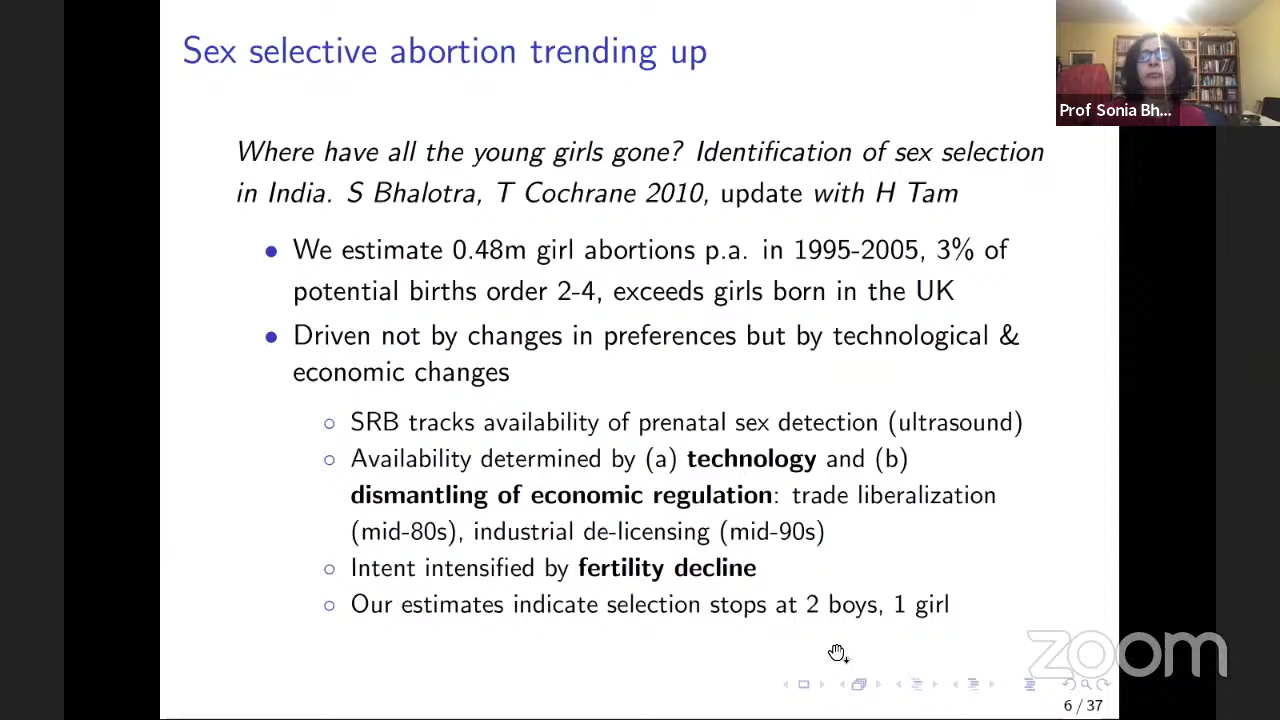 Sex selective abortion trending up
Prof Sonia Bh...
Where have all the young girls gone? Identification of sex selection
in India. S Bhalotra, T Cochrane 2010, update with H Tam
• We estimate 0.48m girl abortions p.a. in 1995-2005, 3% of
potential births order 2-4, exceeds girls born in the UK
• Driven not by changes in preferences but by technological &
economic changes
○ SRB tracks availability of prenatal sex detection (ultrasound)
○ Availability determined by (a) technology and (b)
dismantling of economic regulation: trade liberalization
(mid-80s), industrial de-licensing (mid-90s)
○ Intent intensified by fertility decline
○ Our estimates indicate selection stops at 2 boys, 1 girl
zoom
6 / 37